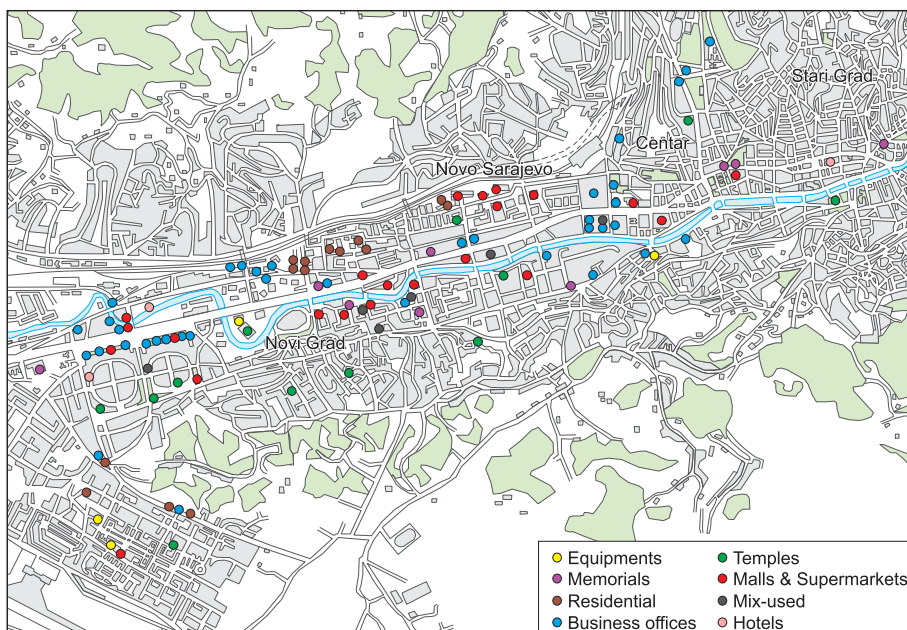 Stari Grad
Centar
Novo Sarajevo
Novi Grad
Equipments
Memorials
Residential
Business offices
Temples
Malls & Supermarkets
Mix-used
Hotels